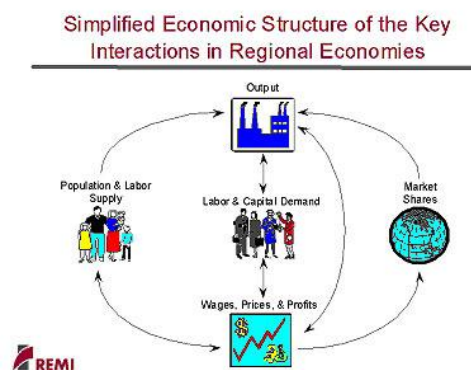 Simplified Economic Structure of the Key
Interactions in Regional Economies
Output
Population & Labor
Supply
Labor & Capital Demand
Market
Shares
Wages, Prices, & Profits
$
REMI